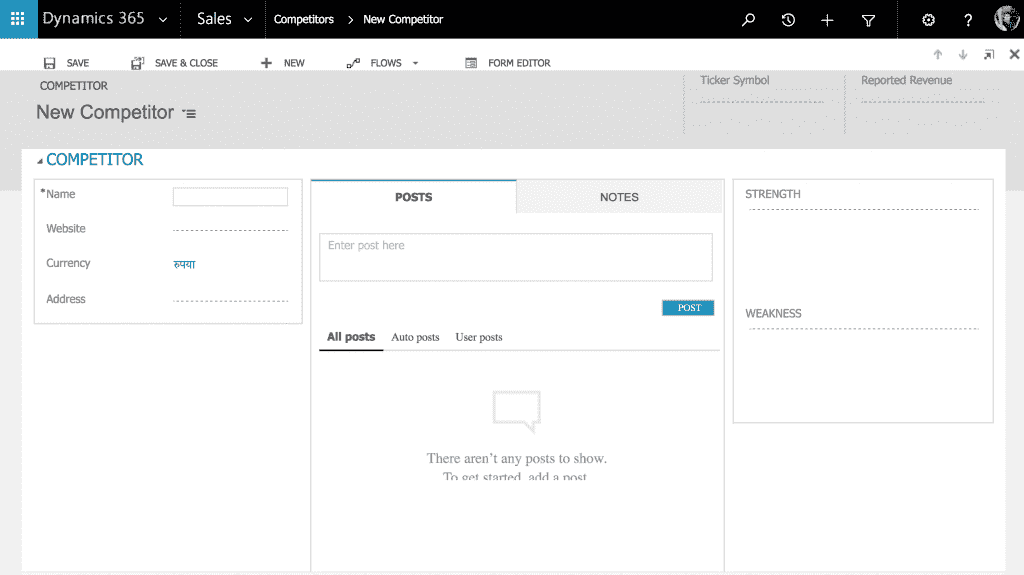 Dynamics 365 Sales Competitors > New Competitor ?
SAVE SAVE & CLOSE NEW FLOWS FORM EDITOR
COMPETITOR
New Competitor
Ticker Symbol
Reported Revenue
COMPETITOR
*Name
Website
Currency रुपया
Address
POSTS NOTES
Enter post here
POST
All posts Auto posts User posts
There aren't any posts to show.
To get started, add a post
STRENGTH
WEAKNESS